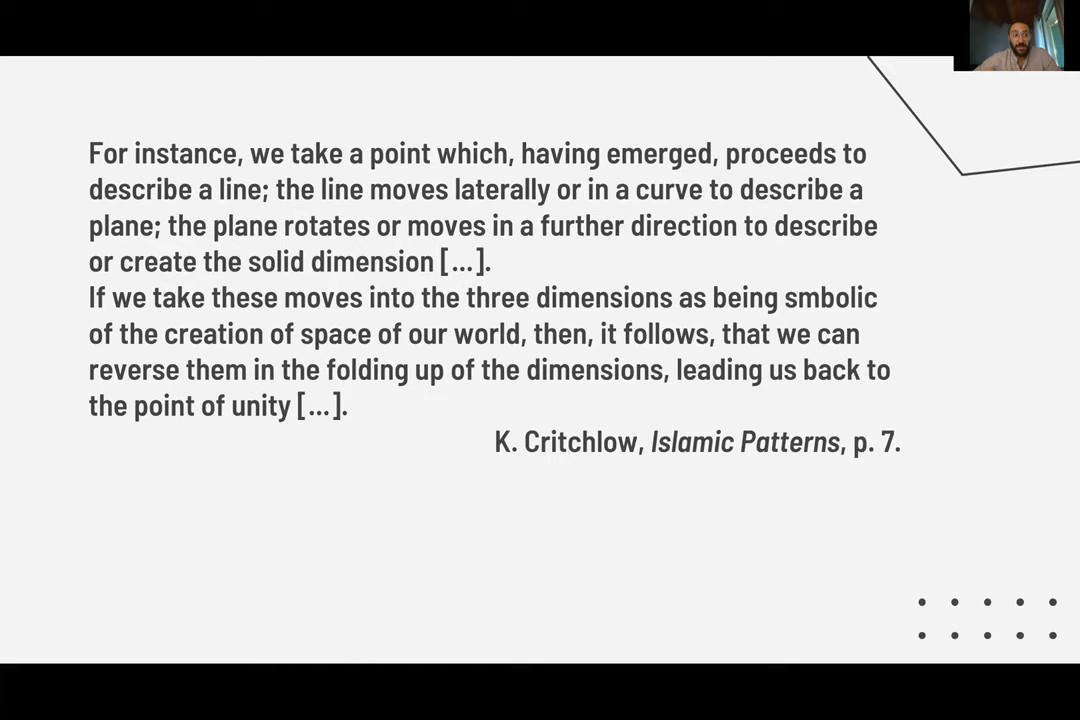 For instance, we take a point which, having emerged, proceeds to
describe a line; the line moves laterally or in a curve to describe a
plane; the plane rotates or moves in a further direction to describe
or create the solid dimension [...].
If we take these moves into the three dimensions as being smbolic
of the creation of space of our world, then, it follows, that we can
reverse them in the folding up of the dimensions, leading us back to
the point of unity [...].
K. Critchlow, Islamic Patterns, p. 7.